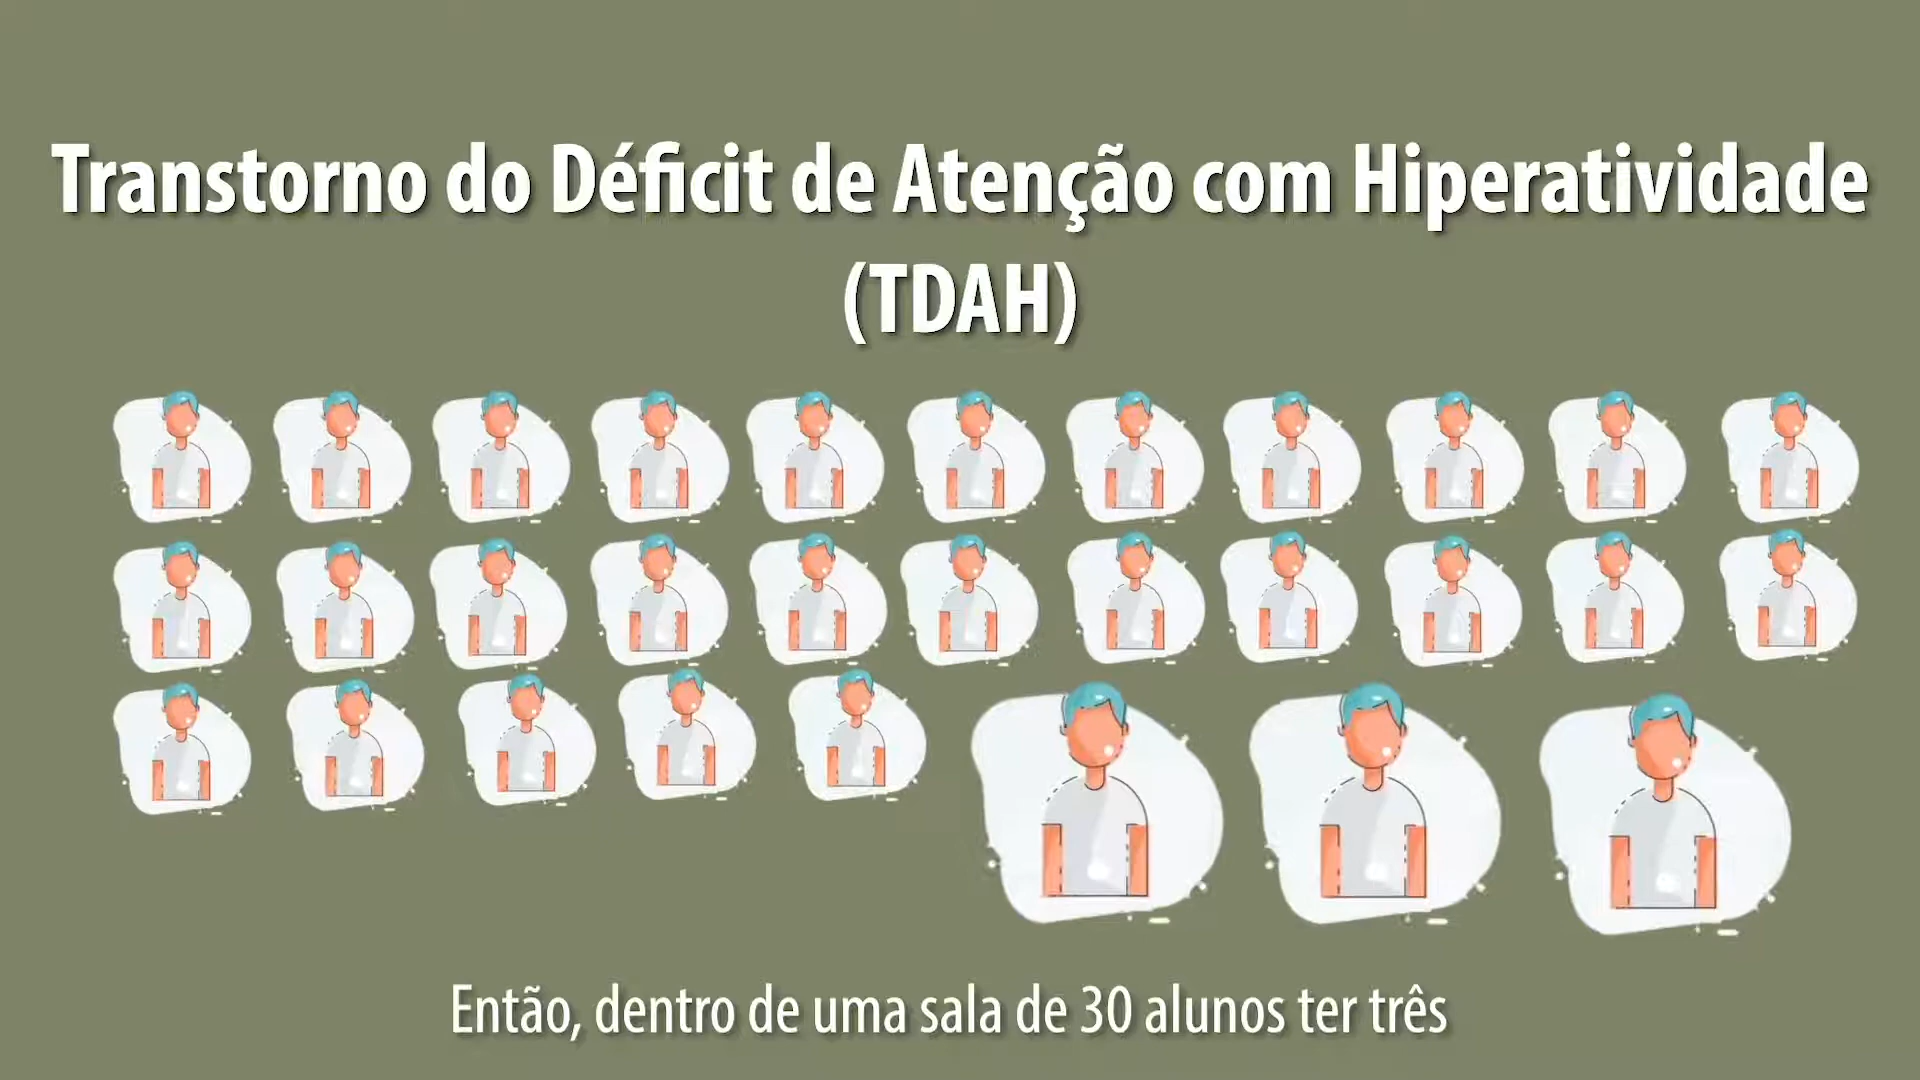 Transtorno do Déficit de Atenção com Hiperatividade
(TDAH)
Então, dentro de uma sala de 30 alunos ter três